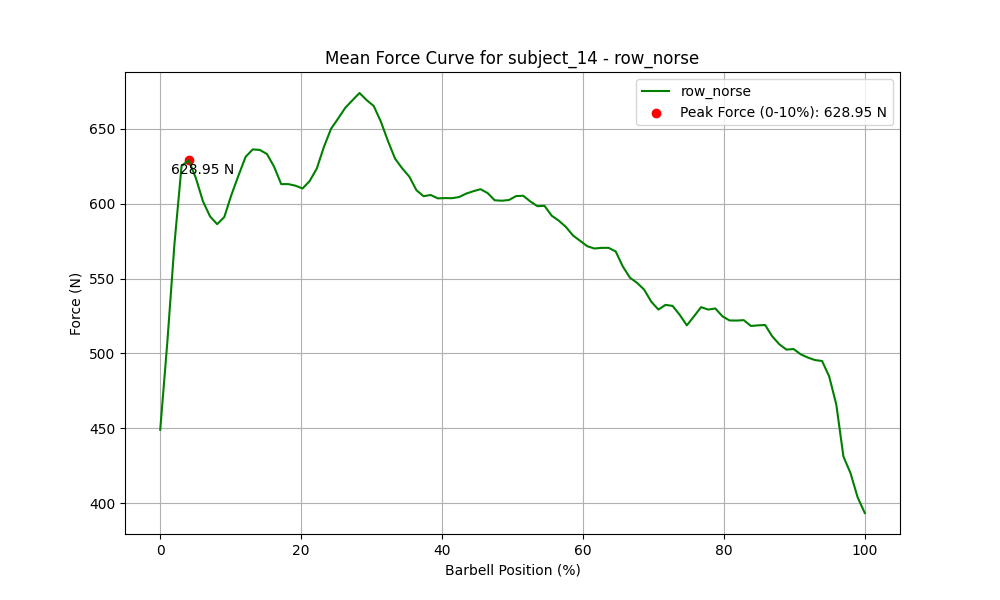 Mean Force Curve for subject_14 - row_norse
row_norse
Peak Force (0-10%): 628.95 N
628.95 N
Force (N)
650
600
550
500
450
400
0 20 40 60 80 100
Barbell Position (%)